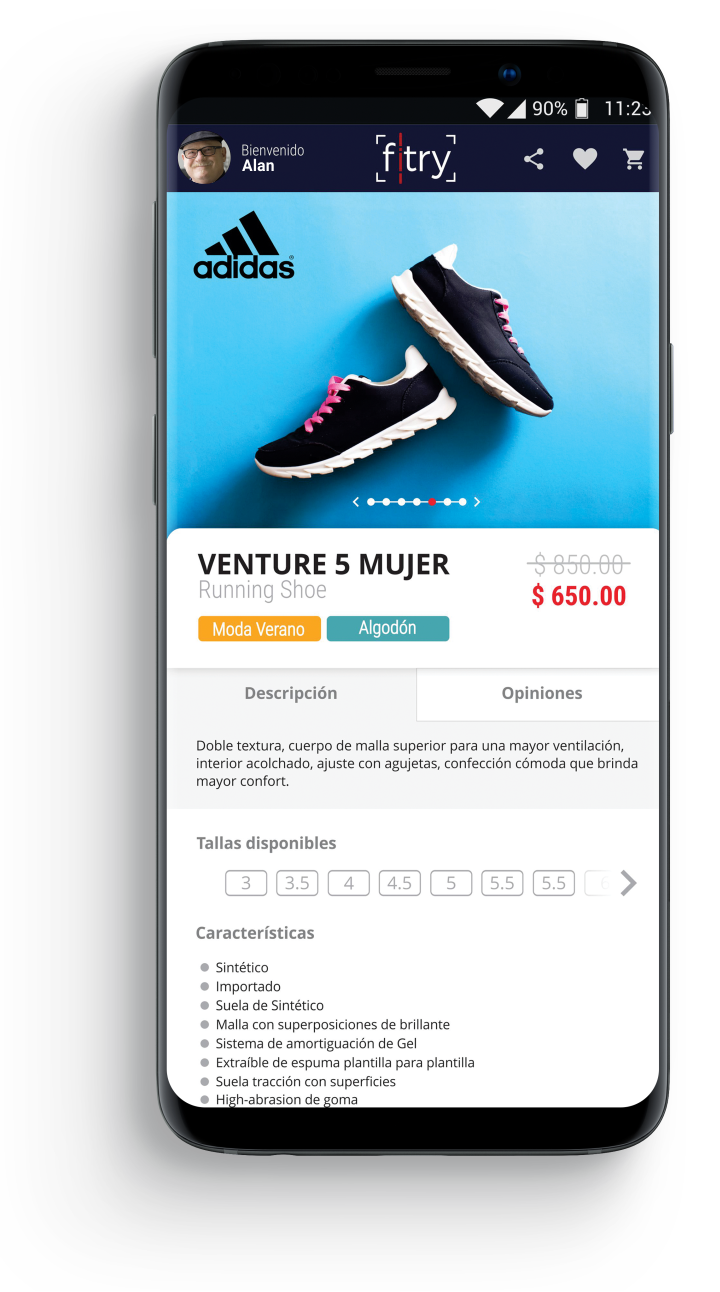 90% 11:23
Bienvenido
Alan
fitry
adidas
VENTURE 5 MUJER
$ 850.00
Running Shoe
$ 650.00
Moda Verano
Algodón
Descripción
Opiniones
Doble textura, cuerpo de malla superior para una mayor ventilación,
interior acolchado, ajuste con agujetas, confección cómoda que brinda
mayor confort.
Tallas disponibles
3 3.5 4 4.5 5 5.5 5.5 6
Características
Sintético
Importado
Suela de Sintético
Malla con superposiciones de brillante
Sistema de amortiguación de Gel
Extraíble de espuma plantilla para plantilla
Suela tracción con superficies
High-abrasion de goma